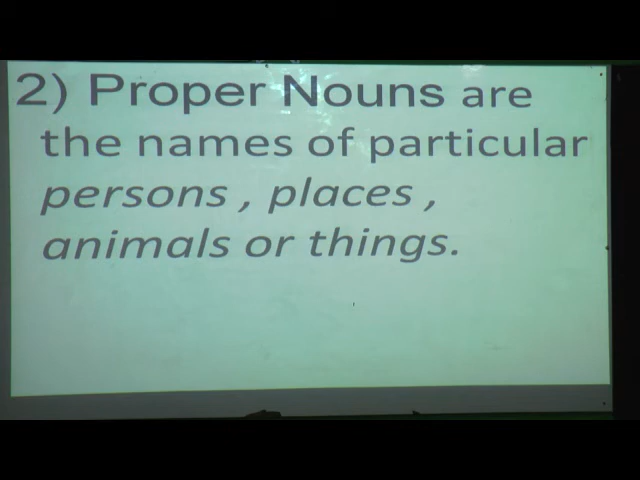 2) Proper Nouns are
the names of particular
persons , places ,
animals or things.